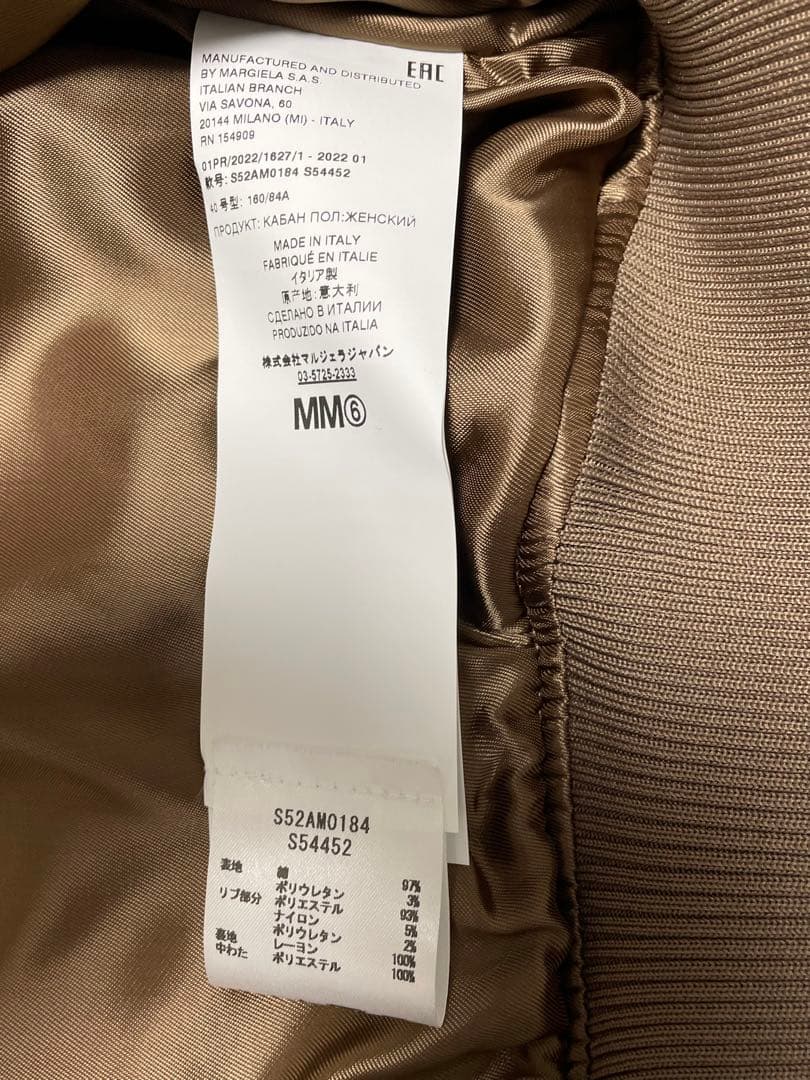 MANUFACTURED AND DISTRIBUTED EAC
BY MARGIELA S.A.S.
ITALIAN BRANCH
VIA SAVONA, 60
20144 MILANO (MI) - ITALY
RN 154909
01PR/2022/1627/1 - 2022 01
款号: S52AM0184 S54452
40 号型: 160/84A
ПРОДУКТ: КАБАН ПОЛ:ЖЕНСКИЙ
MADE IN ITALY
FABRIQUÉ EN ITALIE
イタリア製
原产地: 意大利
СДЕЛАНО В ИТАЛИИ
PRODUZIDO NA ITALIA
株式会社マルジェラジャパン
03-5725-2333
MM⑥
S52AM0184
S54452
表地 綿 97%
ポリウレタン 3%
リブ部分 ポリエステル 93%
ナイロン 5%
ポリウレタン 2%
裏地 レーヨン 100%
中わた ポリエステル 100%